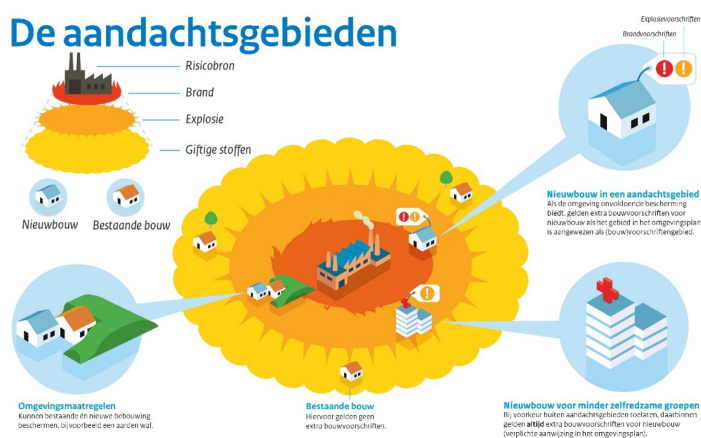 De aandachtsgebieden
Explosievoorschriften
Brandvoorschriften
Risicobron
Brand
Explosie
Giftige stoffen
Nieuwbouw
Bestaande bouw
Nieuwbouw in een aandachtsgebied
Als de omgeving onvoldoende bescherming
biedt, gelden extra bouwvoorschriften voor
nieuwbouw als het gebied in het omgevingsplan
is aangewezen als (bouw)voorschriftengebied.
Omgevingsmaatregelen
Kunnen bestaande én nieuwe bebouwing
beschermen, bijvoorbeeld een aarden wal.
Bestaande bouw
Hiervoor gelden geen
extra bouwvoorschriften.
Nieuwbouw voor minder zelfredzame groepen
Bij voorkeur buiten aandachtsgebieden toelaten, daarbinnen
gelden altijd extra bouwvoorschriften voor nieuwbouw
(verplichte aanwijzing in het omgevingsplan).